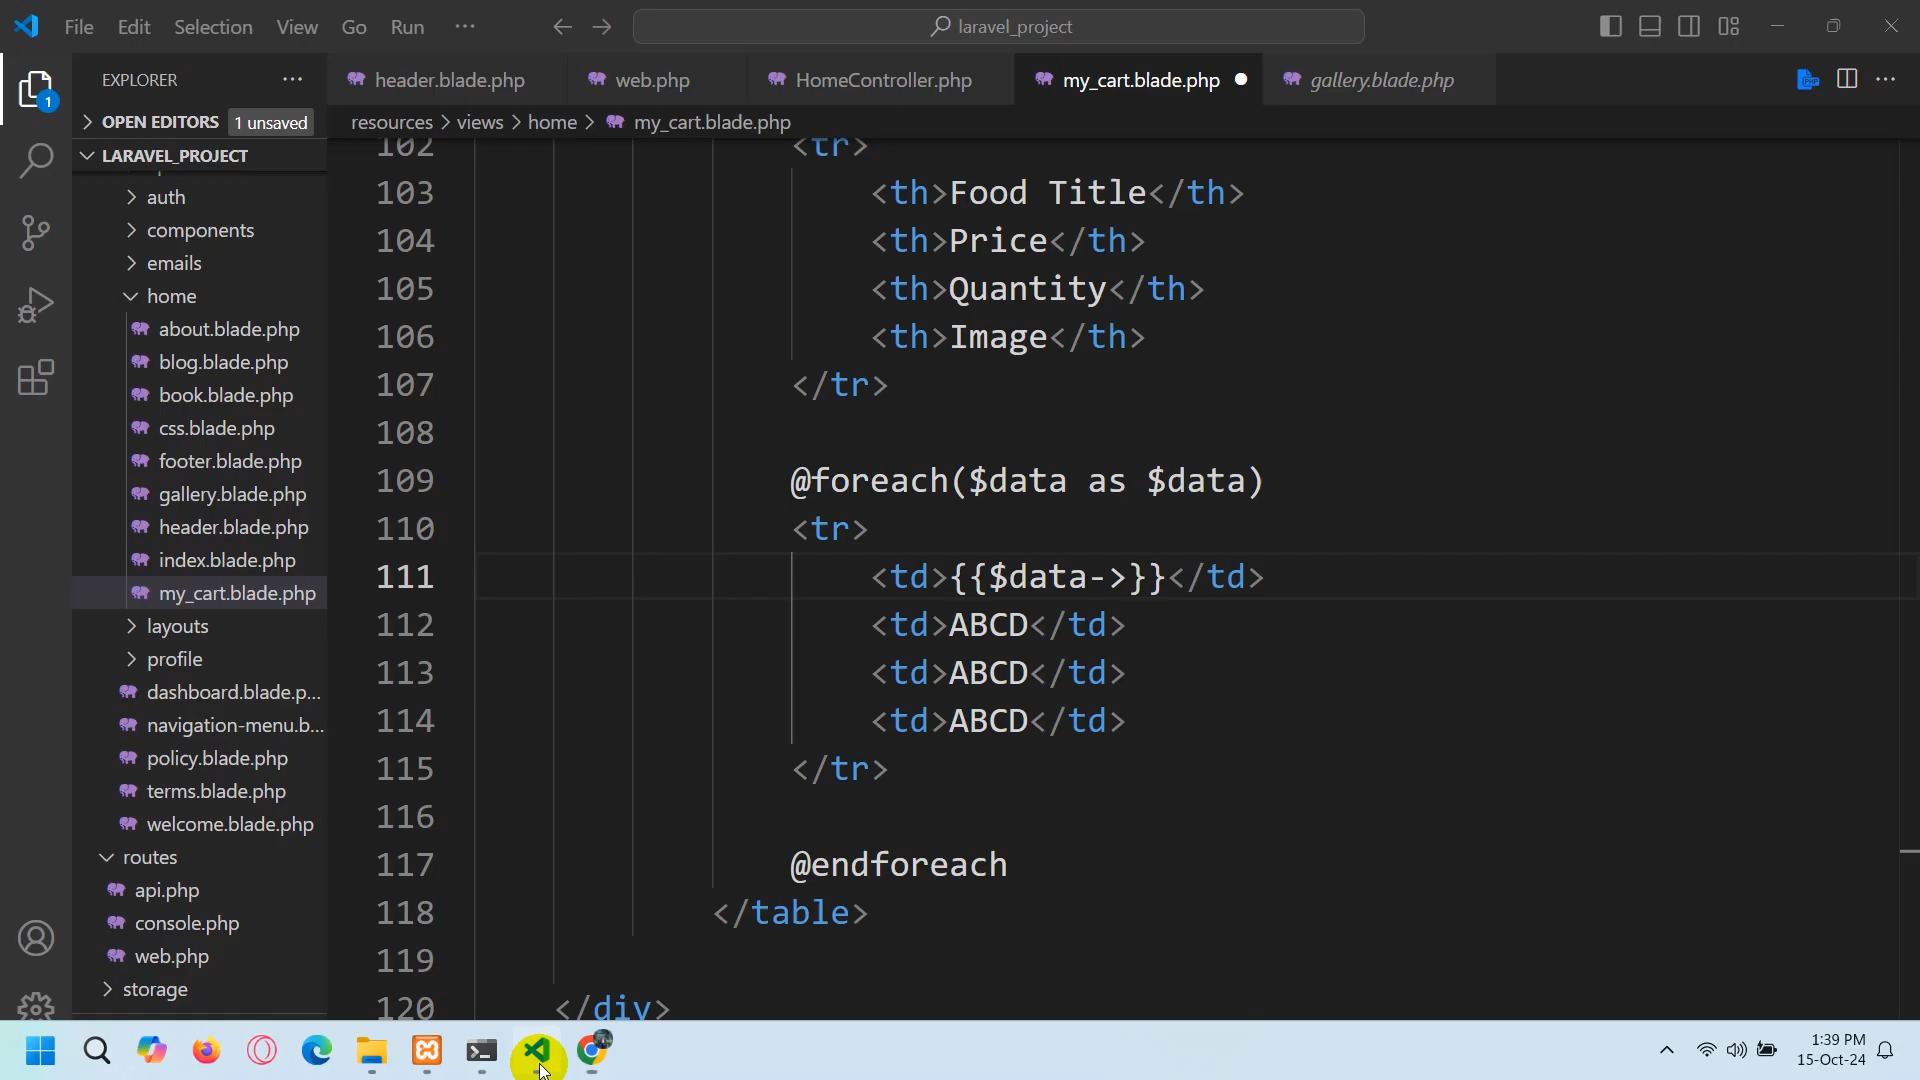 File Edit Selection View Go Run ··· laravel_project
EXPLORER ···
header.blade.php web.php HomeController.php my_cart.blade.php gallery.blade.php
OPEN EDITORS 1 unsaved
resources > views > home > my_cart.blade.php
LARAVEL_PROJECT
auth
components
emails
home
about.blade.php
blog.blade.php
book.blade.php
css.blade.php
footer.blade.php
gallery.blade.php
header.blade.php
index.blade.php
my_cart.blade.php
layouts
profile
dashboard.blade.p...
navigation-menu.b...
policy.blade.php
terms.blade.php
welcome.blade.php
routes
api.php
console.php
web.php
storage
1
102 <tr>
103 <th>Food Title</th>
104 <th>Price</th>
105 <th>Quantity</th>
106 <th>Image</th>
107 </tr>
108
109 @foreach($data as $data)
110 <tr>
111 <td>{{$data->}}</td>
112 <td>ABCD</td>
113 <td>ABCD</td>
114 <td>ABCD</td>
115 </tr>
116
117 @endforeach
118 </table>
119
120 </div>
1:39 PM
15-Oct-24